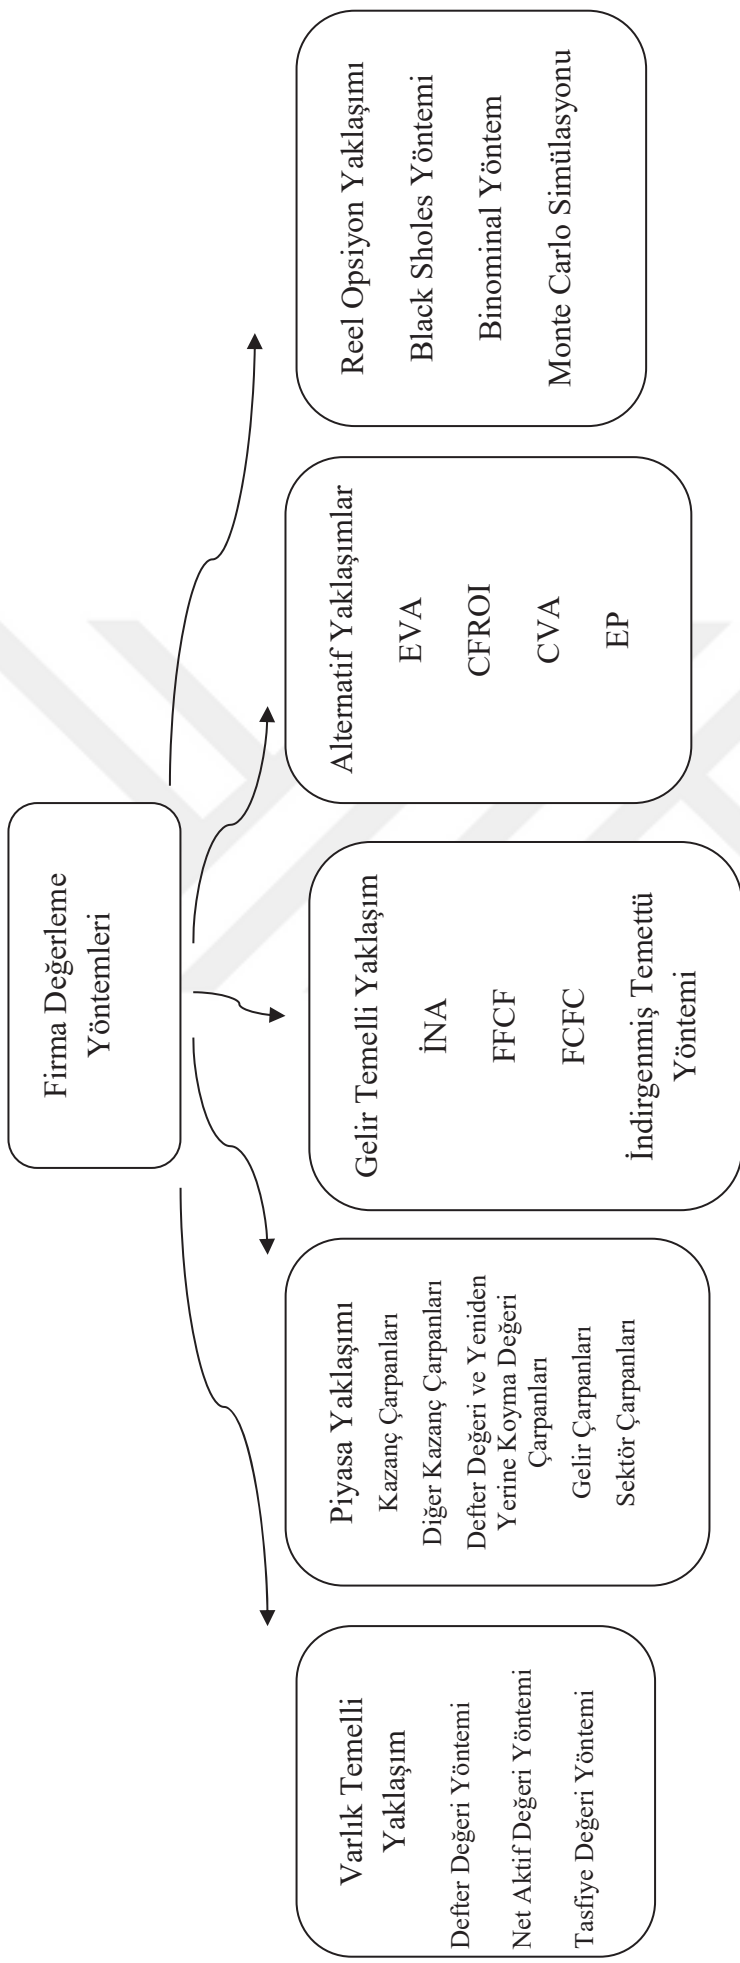 Firma Değerleme
Yöntemleri
Varlık Temelli
Yaklaşım
Defter Değeri Yöntemi
Net Aktif Değeri Yöntemi
Tasfiye Değeri Yöntemi
Piyasa Yaklaşımı
Kazanç Çarpanları
Diğer Kazanç Çarpanları
Defter Değeri ve Yeniden
Yerine Koyma Değeri
Çarpanları
Gelir Çarpanları
Sektör Çarpanları
Gelir Temelli Yaklaşım
İNA
FFCF
FCFC
İndirgenmiş Temettü
Yöntemi
Alternatif Yaklaşımlar
EVA
CFROI
CVA
EP
Reel Opsiyon Yaklaşımı
Black Sholes Yöntemi
Binominal Yöntem
Monte Carlo Simülasyonu